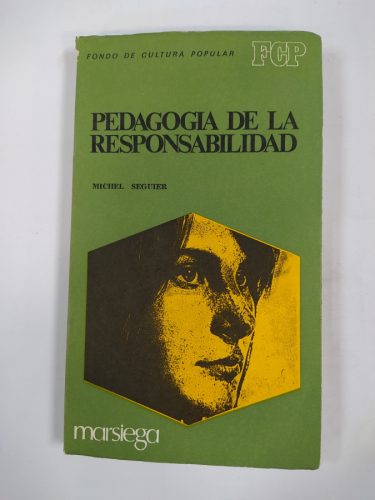 FONDO DE CULTURA POPULAR
FCP
PEDAGOGIA DE LA
RESPONSABILIDAD
MICHEL SEGUIER
marsiega